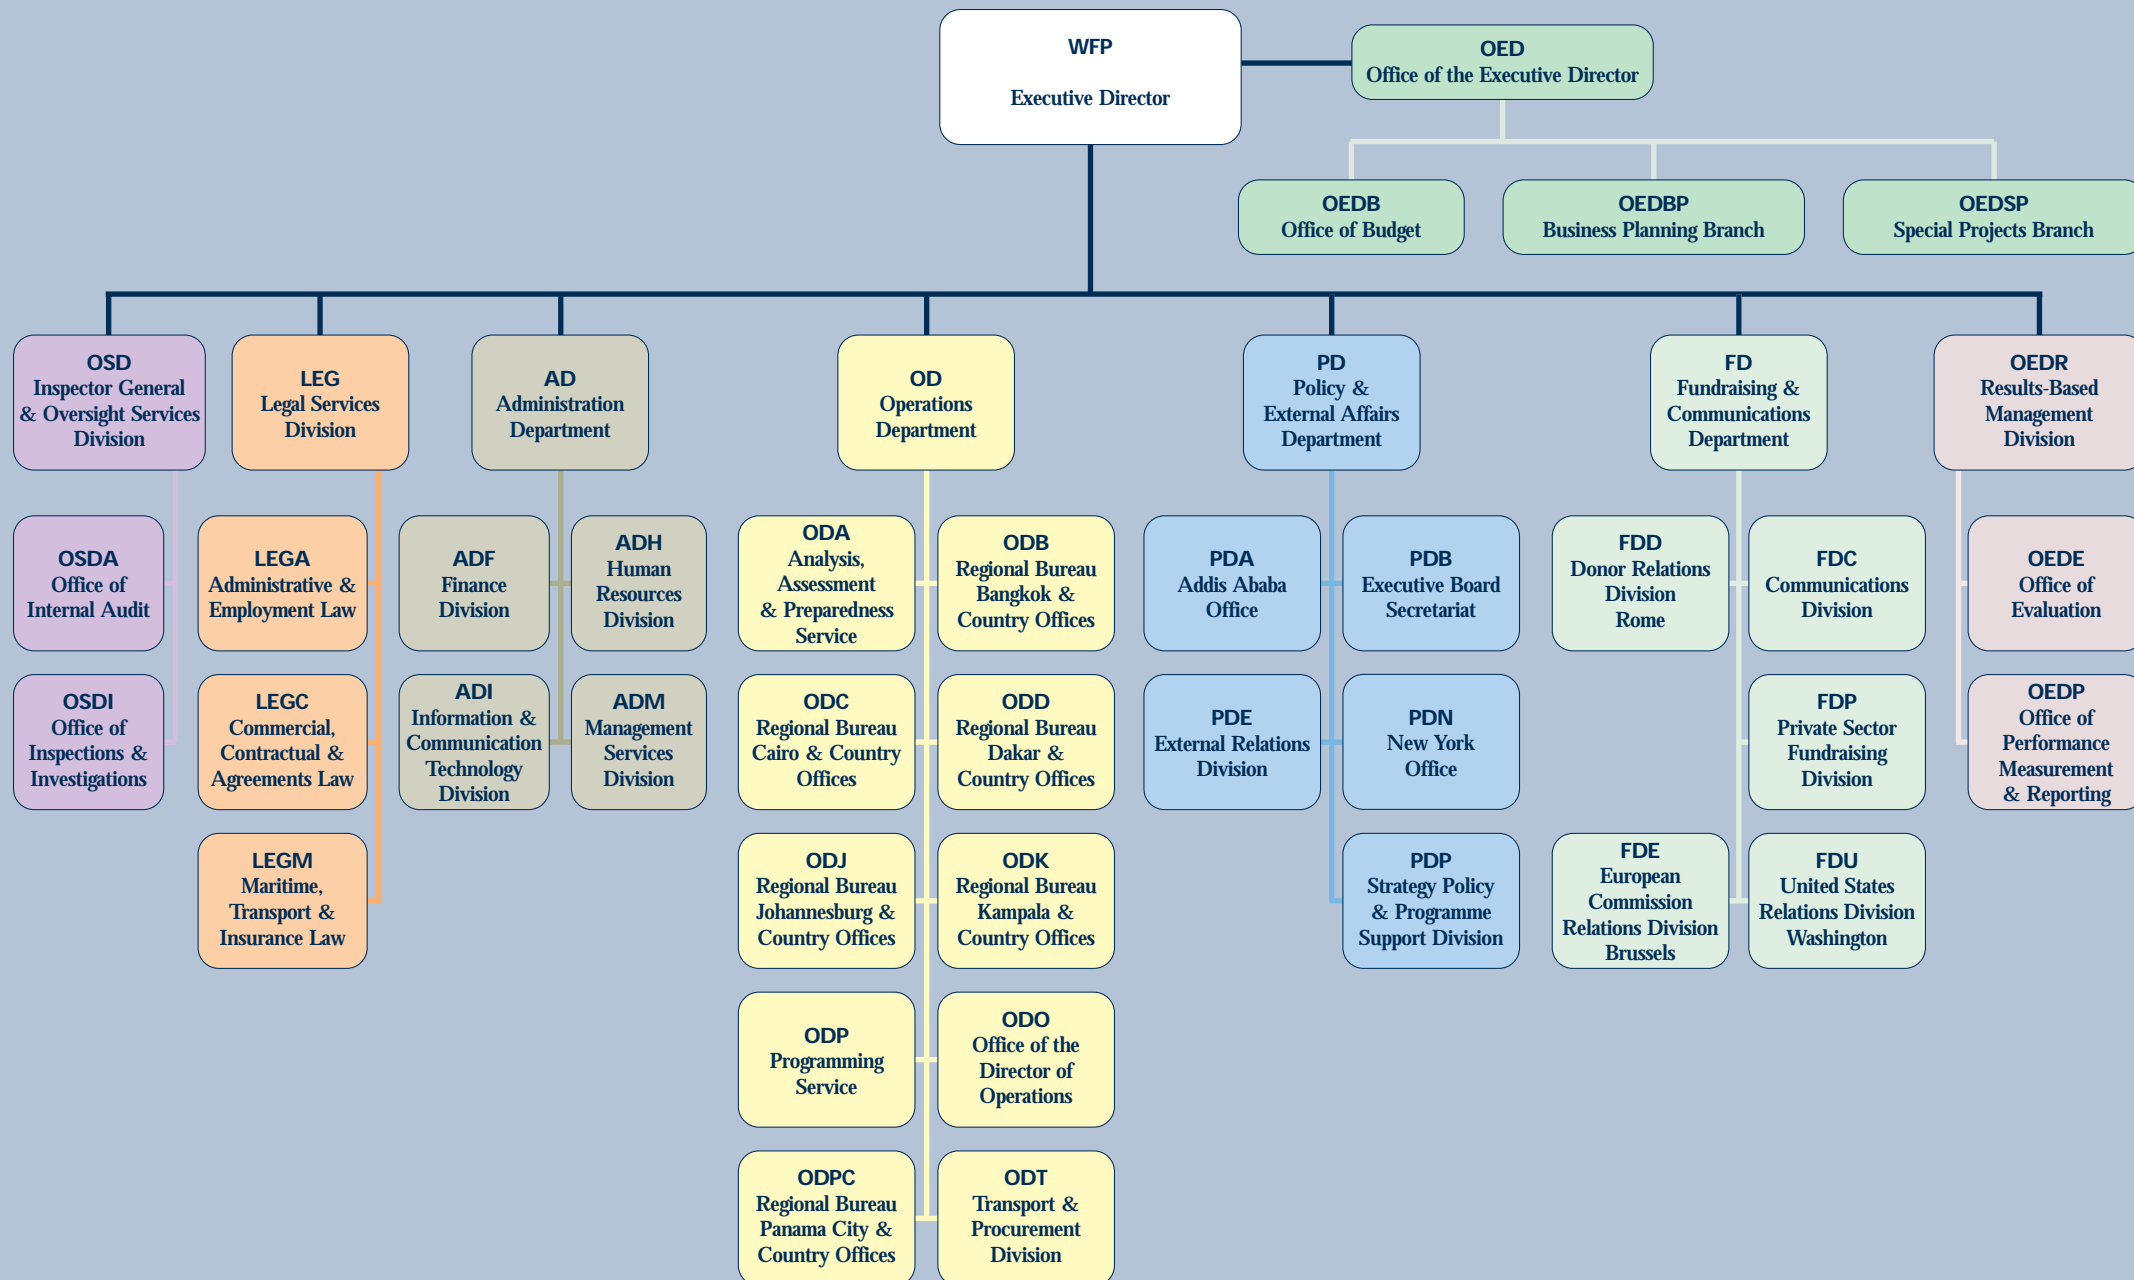 WFP
Executive Director
OED
Office of the Executive Director
OEDB
Office of Budget
OEDBP
Business Planning Branch
OEDSP
Special Projects Branch
OSD
Inspector General
& Oversight Services
Division
LEG
Legal Services
Division
AD
Administration
Department
OD
Operations
Department
PD
Policy &
External Affairs
Department
FD
Fundraising &
Communications
Department
OEDR
Results-Based
Management
Division
OSDA
Office of
Internal Audit
LEGA
Administrative &
Employment Law
ADF
Finance
Division
ADH
Human
Resources
Division
ODA
Analysis,
Assessment
& Preparedness
Service
ODB
Regional Bureau
Bangkok &
Country Offices
PDA
Addis Ababa
Office
PDB
Executive Board
Secretariat
FDD
Donor Relations
Division
Rome
FDC
Communications
Division
OEDE
Office of
Evaluation
OSDI
Office of
Inspections &
Investigations
LEGC
Commercial,
Contractual &
Agreements Law
ADI
Information &
Communication
Technology
Division
ADM
Management
Services
Division
ODC
Regional Bureau
Cairo & Country
Offices
ODD
Regional Bureau
Dakar &
Country Offices
PDE
External Relations
Division
PDN
New York
Office
FDP
Private Sector
Fundraising
Division
OEDP
Office of
Performance
Measurement
& Reporting
LEGM
Maritime,
Transport &
Insurance Law
ODJ
Regional Bureau
Johannesburg &
Country Offices
ODK
Regional Bureau
Kampala &
Country Offices
PDP
Strategy Policy
& Programme
Support Division
FDE
European
Commission
Relations Division
Brussels
FDU
United States
Relations Division
Washington
ODP
Programming
Service
ODO
Office of the
Director of
Operations
ODPC
Regional Bureau
Panama City &
Country Offices
ODT
Transport &
Procurement
Division